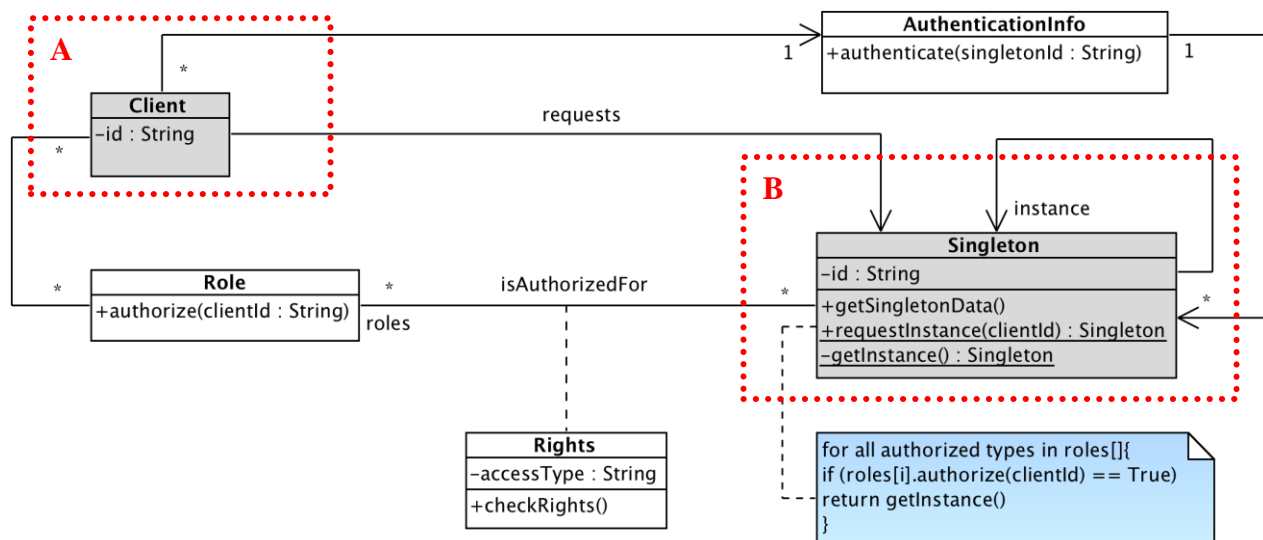 A
AuthenticationInfo
+authenticate(singletonId : String)
1
1
*
Client
-id : String
*
requests
B
instance
Singleton
-id : String
+getSingletonData()
+requestInstance(clientId) : Singleton
-getInstance() : Singleton
*
*
isAuthorizedFor
*
roles
*
Role
+authorize(clientId : String)
Rights
-accessType : String
+checkRights()
for all authorized types in roles[]{
if (roles[i].authorize(clientId) == True)
return getInstance()
}